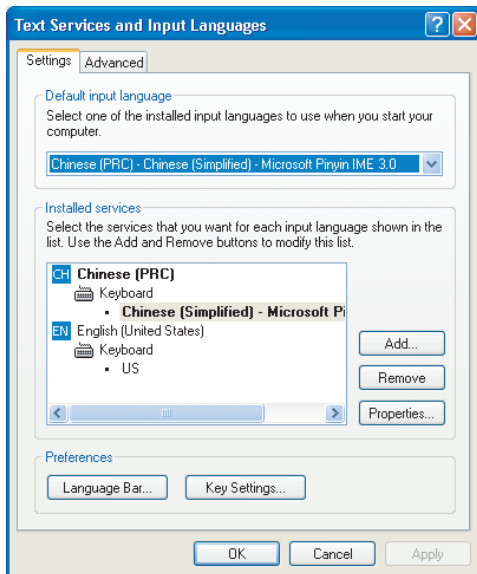 Text Services and Input Languages
Settings
Advanced
Default input language
Select one of the installed input languages to use when you start your
computer.
Chinese (PRC) - Chinese (Simplified) - Microsoft Pinyin IME 3.0
Installed services
Select the services that you want for each input language shown in the
list. Use the Add and Remove buttons to modify this list.
CH Chinese (PRC)
Keyboard
• Chinese (Simplified) - Microsoft Pi
EN English (United States)
Keyboard
• US
Add...
Remove
Properties...
Preferences
Language Bar...
Key Settings...
OK
Cancel
Apply